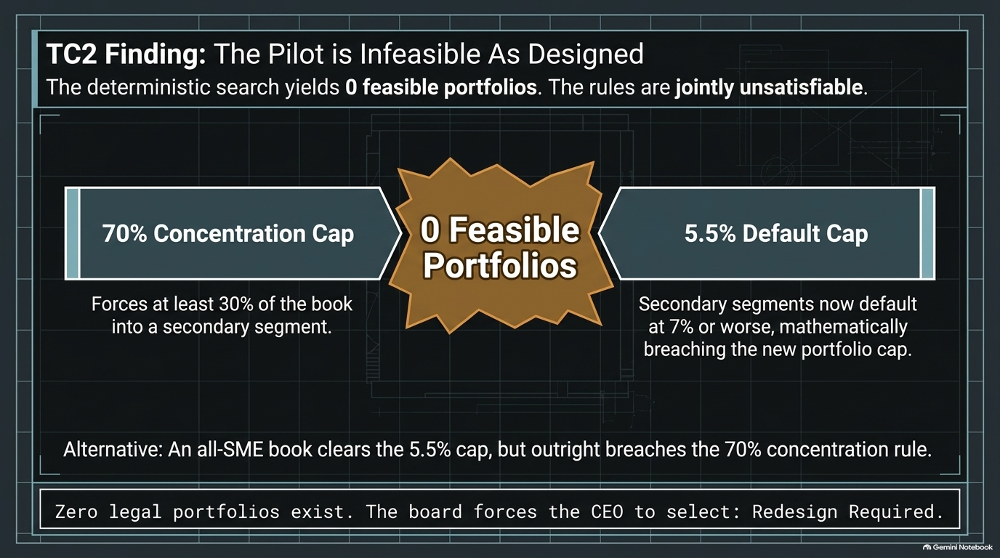 TC2 Finding: The Pilot is Infeasible As Designed
The deterministic search yields 0 feasible portfolios. The rules are jointly unsatisfiable.
70% Concentration Cap
Forces at least 30% of the book
into a secondary segment.
0 Feasible
Portfolios
5.5% Default Cap
Secondary segments now default
at 7% or worse, mathematically
breaching the new portfolio cap.
Alternative: An all-SME book clears the 5.5% cap, but outright breaches the 70% concentration rule.
Zero legal portfolios exist. The board forces the CEO to select: Redesign Required.
Gemini Notebook